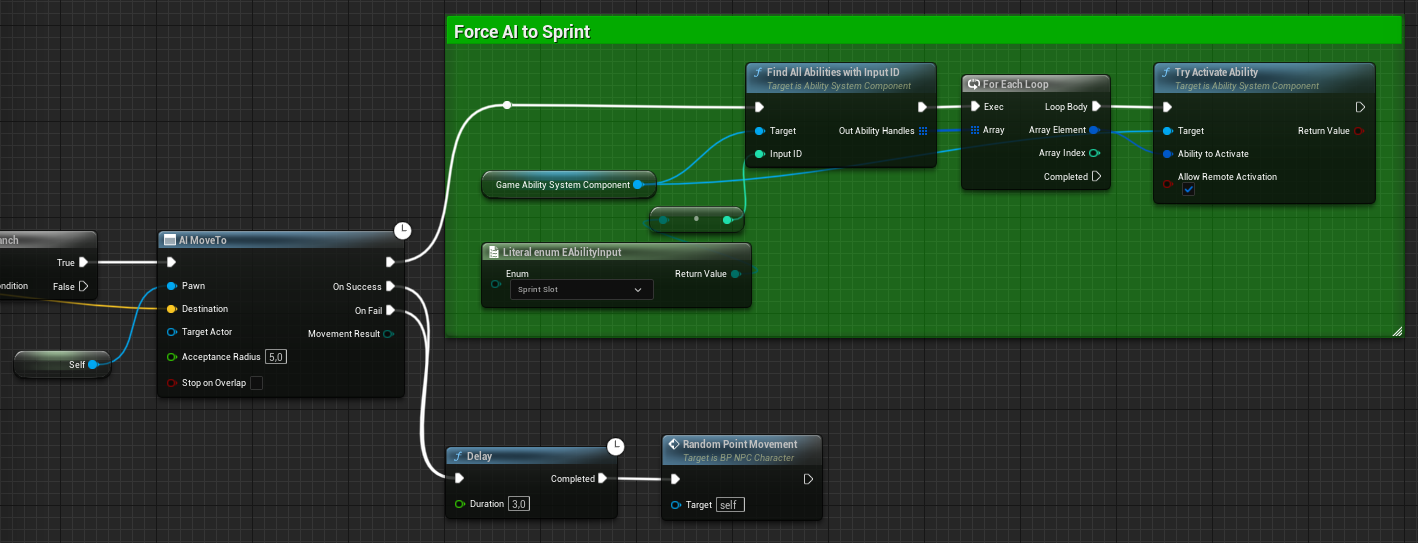 Force AI to Sprint
Find All Abilities with Input ID
Target is Ability System Component
Target
Out Ability Handles
Input ID
For Each Loop
Exec
Loop Body
Array
Array Element
Array Index
Completed
Try Activate Ability
Target is Ability System Component
Target
Return Value
Ability to Activate
Allow Remote Activation
Game Ability System Component
Literal enum EAbilityInput
Enum
Return Value
Sprint Slot
anch
True
ondition
False
AI MoveTo
Pawn
On Success
Destination
On Fail
Target Actor
Movement Result
Acceptance Radius 5,0
Stop on Overlap
Self
Delay
Completed
Duration 3,0
Random Point Movement
Target is BP NPC Character
Target self